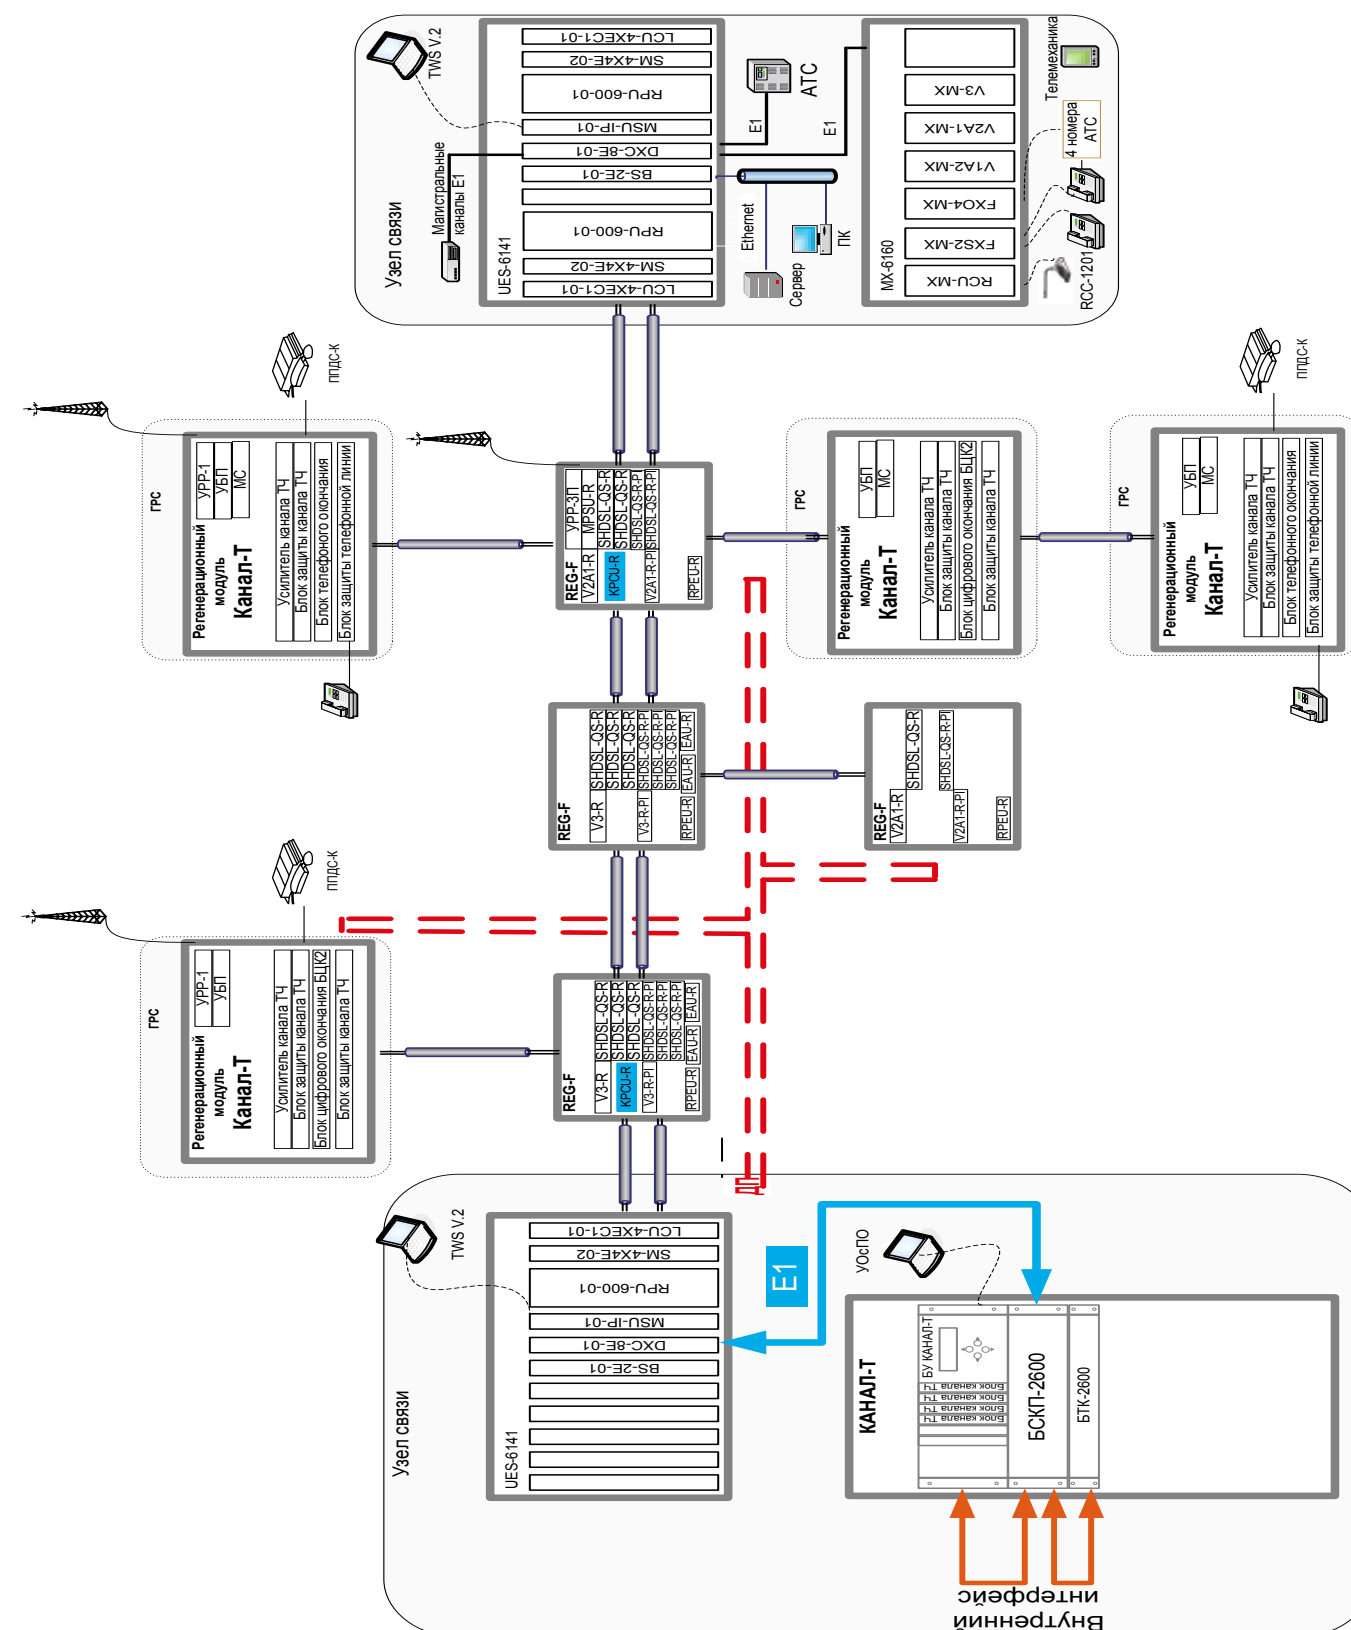 Узел связи
TWS V.2
Магистральные
каналы E1
UES-6141
LCU-4XEC1-01
SM-4X4E-02
RPU-600-01
MSU-IP-01
DXC-8E-01
BS-2E-01
RPU-600-01
SM-4X4E-02
LCU-4XEC1-01
E1
АТС
E1
Ethernet
Сервер
ПК
MX-6160
V3-MX
V2A1-MX
V1A2-MX
FXO4-MX
FXS2-MX
RCU-MX
Телемеханика
4 номера
АТС
RCC-1201
ГРС
Регенерационный
модуль
Канал-Т
УРР-1
УБП
МС
Усилитель канала ТЧ
Блок защиты канала ТЧ
Блок телефоного окончания
Блок защиты телефонной линии
ППДС-К
REG-F
V2A1-R
KPCU-R
V2A1-R-PI
RPEU-R
УРР-3П
MPSU-R
SHDSL-QS-R
SHDSL-QS-R
SHDSL-QS-R-PI
SHDSL-QS-R-PI
ГРС
Регенерационный
модуль
Канал-Т
УБП
МС
Усилитель канала ТЧ
Блок защиты канала ТЧ
Блок цифрового окончания БЦК2
Блок защиты канала ТЧ
ГРС
Регенерационный
модуль
Канал-Т
УБП
МС
Усилитель канала ТЧ
Блок защиты канала ТЧ
Блок телефоного окончания
Блок защиты телефонной линии
ППДС-К
REG-F
V3-R
V3-R-PI
RPEU-R
EAU-R
EAU-R
SHDSL-QS-R
SHDSL-QS-R
SHDSL-QS-R
SHDSL-QS-R-PI
SHDSL-QS-R-PI
SHDSL-QS-R-PI
REG-F
V2A1-R
SHDSL-QS-R
SHDSL-QS-R-PI
V2A1-R-PI
RPEU-R
ГРС
Регенерационный
модуль
Канал-Т
УРР-1
УБП
Усилитель канала ТЧ
Блок защиты канала ТЧ
Блок цифрового окончания БЦК2
Блок защиты канала ТЧ
ППДС-К
REG-F
V3-R
KPCU-R
V3-R-PI
RPEU-R
EAU-R
EAU-R
SHDSL-QS-R
SHDSL-QS-R
SHDSL-QS-R
SHDSL-QS-R-PI
SHDSL-QS-R-PI
SHDSL-QS-R-PI
ДП
Узел связи
TWS V.2
UES-6141
LCU-4XEC1-01
SM-4X4E-02
RPU-600-01
MSU-IP-01
DXC-8E-01
BS-2E-01
E1
УОсПО
КАНАЛ-Т
БУ КАНАЛ-Т
Блок канала ТЧ
Блок канала ТЧ
Блок канала ТЧ
Блок канала ТЧ
БСКП-2600
БТК-2600
Внутренний
интерфейс